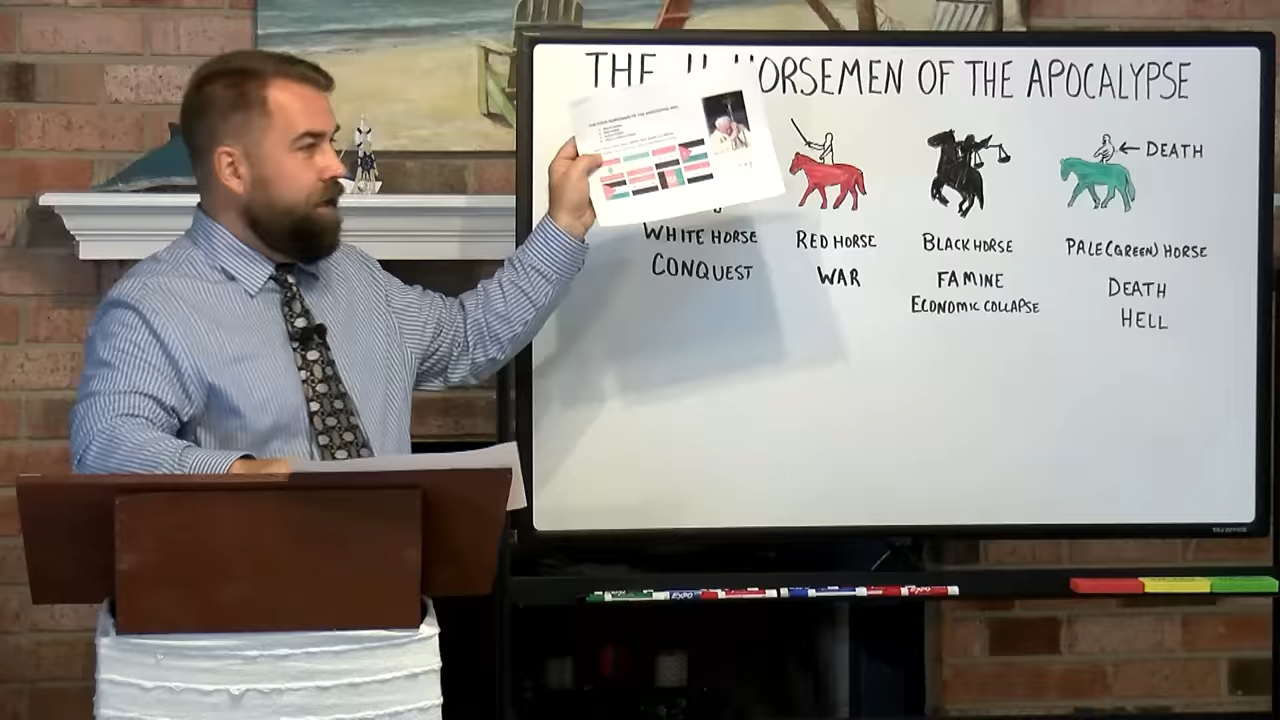 THE HORSEMEN OF THE APOCALYPSE
← DEATH
WHITE HORSE
CONQUEST
RED HORSE
WAR
BLACK HORSE
FAMINE
ECONOMIC COLLAPSE
PALE (GREEN) HORSE
DEATH
HELL
EXPO